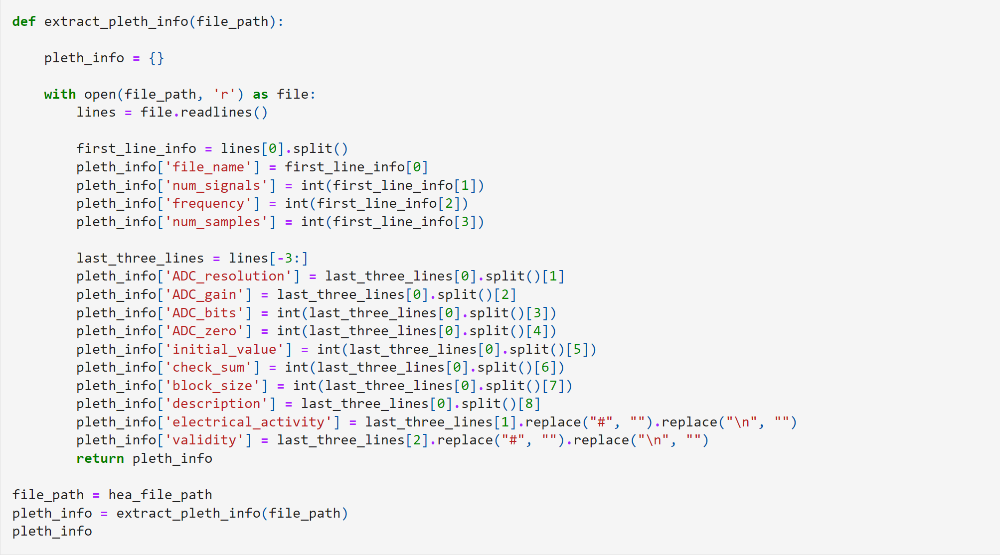 def extract_pleth_info(file_path):

    pleth_info = {}

    with open(file_path, 'r') as file:
        lines = file.readlines()

        first_line_info = lines[0].split()
        pleth_info['file_name'] = first_line_info[0]
        pleth_info['num_signals'] = int(first_line_info[1])
        pleth_info['frequency'] = int(first_line_info[2])
        pleth_info['num_samples'] = int(first_line_info[3])

        last_three_lines = lines[-3:]
        pleth_info['ADC_resolution'] = last_three_lines[0].split()[1]
        pleth_info['ADC_gain'] = last_three_lines[0].split()[2]
        pleth_info['ADC_bits'] = int(last_three_lines[0].split()[3])
        pleth_info['ADC_zero'] = int(last_three_lines[0].split()[4])
        pleth_info['initial_value'] = int(last_three_lines[0].split()[5])
        pleth_info['check_sum'] = int(last_three_lines[0].split()[6])
        pleth_info['block_size'] = int(last_three_lines[0].split()[7])
        pleth_info['description'] = last_three_lines[0].split()[8]
        pleth_info['electrical_activity'] = last_three_lines[1].replace("#", "").replace("\n", "")
        pleth_info['validity'] = last_three_lines[2].replace("#", "").replace("\n", "")
        return pleth_info

file_path = hea_file_path
pleth_info = extract_pleth_info(file_path)
pleth_info